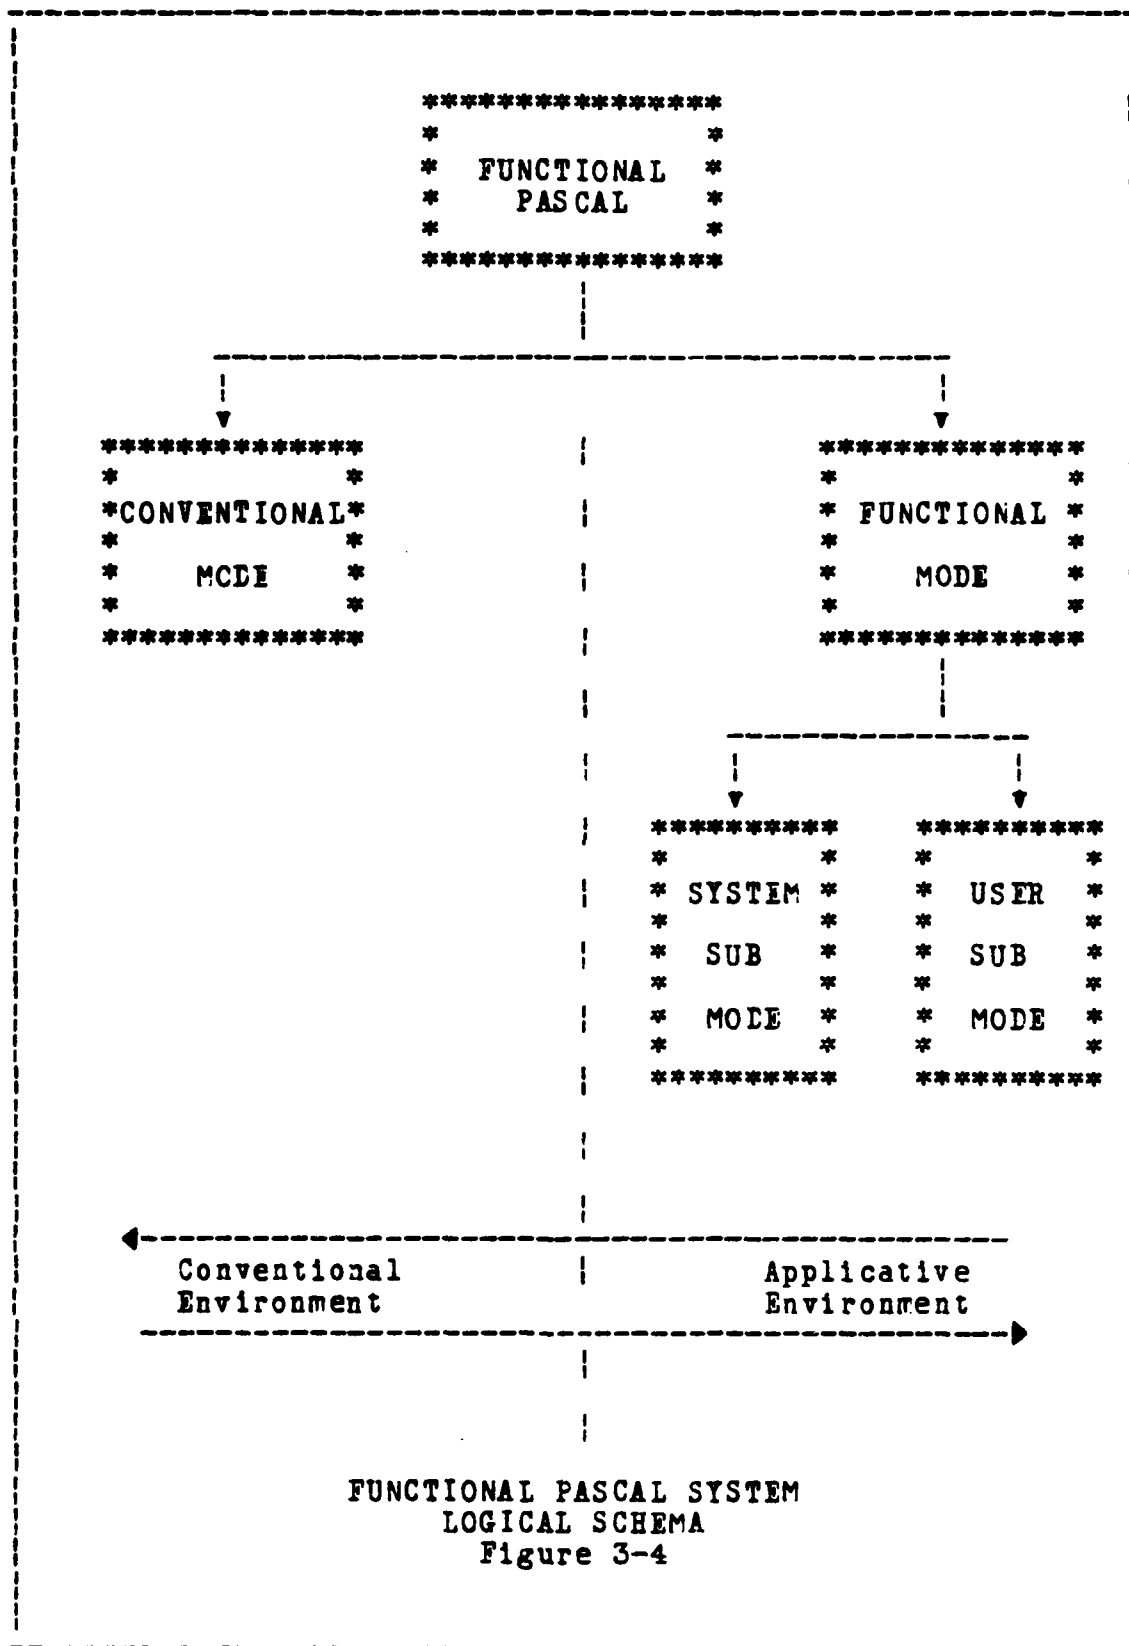 FUNCTIONAL
PASCAL
CONVENTIONAL
MODE
FUNCTIONAL
MODE
SYSTEM
SUB
MODE
USER
SUB
MODE
Conventional
Environment
Applicative
Environment
FUNCTIONAL PASCAL SYSTEM
LOGICAL SCHEMA
Figure 3-4